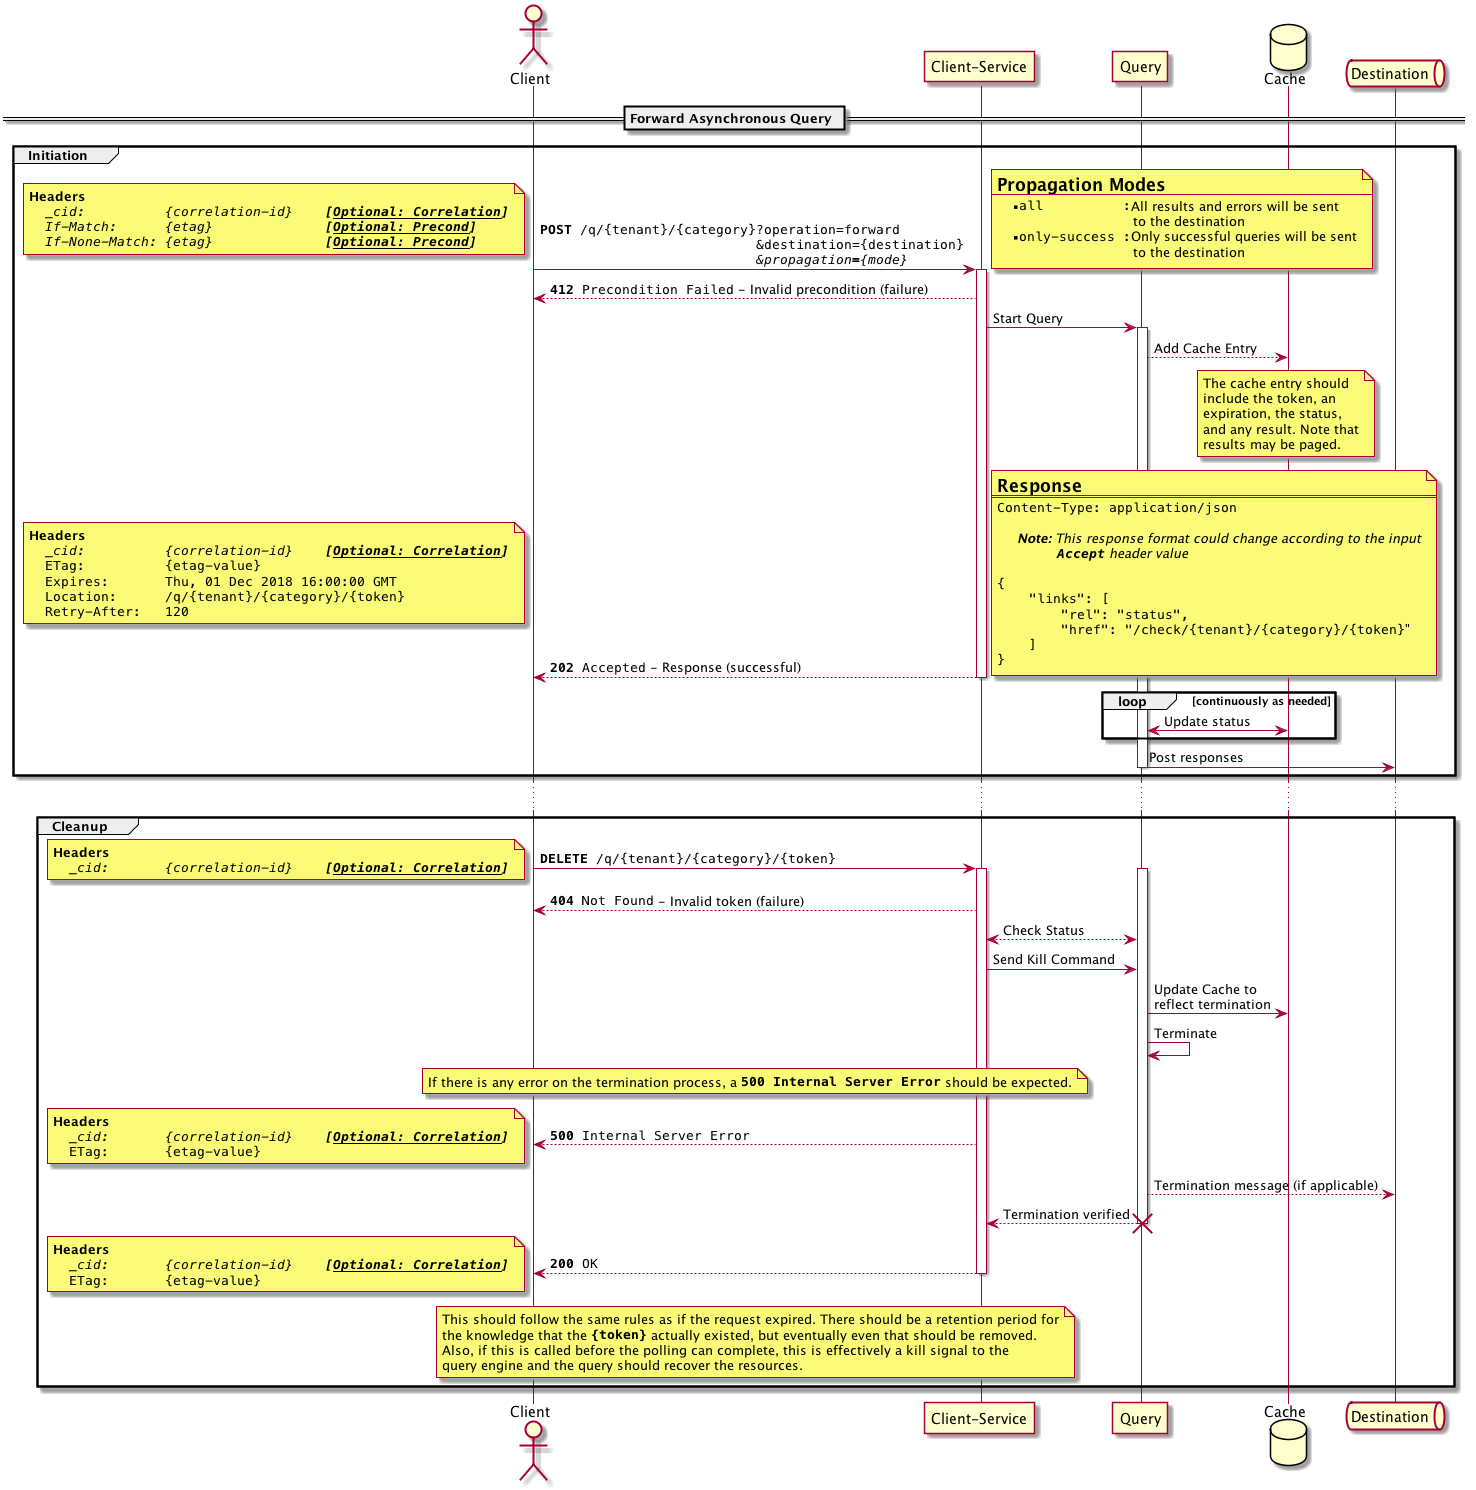 Client
Client-Service
Query
Cache
Destination
Forward Asynchronous Query
Initiation
Headers
_cid: {correlation-id} [Optional: Correlation]
If-Match: {etag} [Optional: Precond]
If-None-Match: {etag} [Optional: Precond]
POST /q/{tenant}/{category}?operation=forward
&destination={destination}
&propagation={mode}
Propagation Modes
▪all :All results and errors will be sent
to the destination
▪only-success :Only successful queries will be sent
to the destination
412 Precondition Failed - Invalid precondition (failure)
Start Query
Add Cache Entry
The cache entry should
include the token, an
expiration, the status,
and any result. Note that
results may be paged.
Response
Content-Type: application/json
Note: This response format could change according to the input
Accept header value
{
"links": [
"rel": "status",
"href": "/check/{tenant}/{category}/{token}"
]
}
Headers
_cid: {correlation-id} [Optional: Correlation]
ETag: {etag-value}
Expires: Thu, 01 Dec 2018 16:00:00 GMT
Location: /q/{tenant}/{category}/{token}
Retry-After: 120
202 Accepted - Response (successful)
loop [continuously as needed]
Update status
Post responses
Cleanup
Headers
_cid: {correlation-id} [Optional: Correlation]
DELETE /q/{tenant}/{category}/{token}
404 Not Found - Invalid token (failure)
Check Status
Send Kill Command
Update Cache to
reflect termination
Terminate
If there is any error on the termination process, a 500 Internal Server Error should be expected.
Headers
_cid: {correlation-id} [Optional: Correlation]
ETag: {etag-value}
500 Internal Server Error
Termination message (if applicable)
Termination verified
Headers
_cid: {correlation-id} [Optional: Correlation]
ETag: {etag-value}
200 OK
This should follow the same rules as if the request expired. There should be a retention period for
the knowledge that the {token} actually existed, but eventually even that should be removed.
Also, if this is called before the polling can complete, this is effectively a kill signal to the
query engine and the query should recover the resources.
Client
Client-Service
Query
Cache
Destination